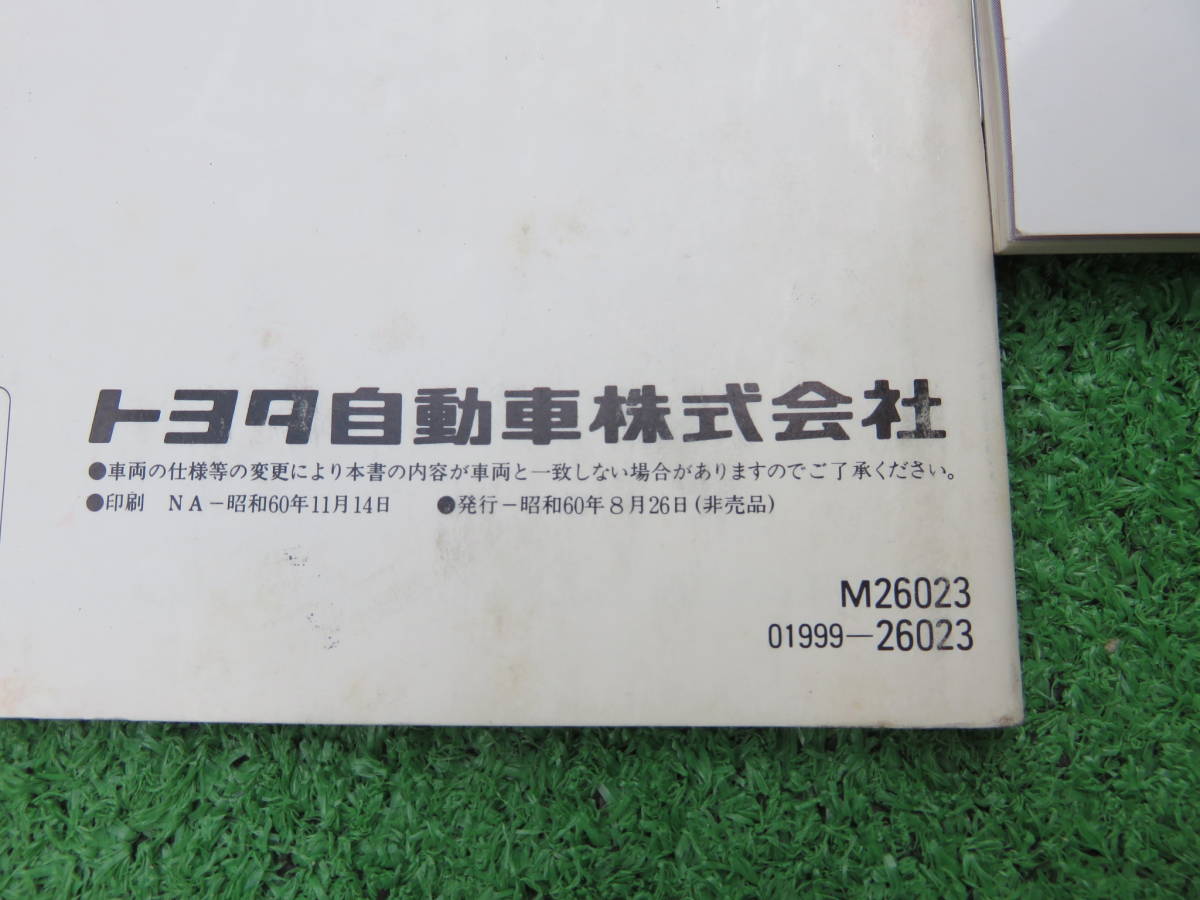 トヨタ自動車株式会社
●車両の仕様等の変更により本書の内容が車両と一致しない場合がありますのでご了承ください。
●印刷　NA－昭和60年11月14日　●発行－昭和60年8月26日(非売品)
M26023
01999－26023